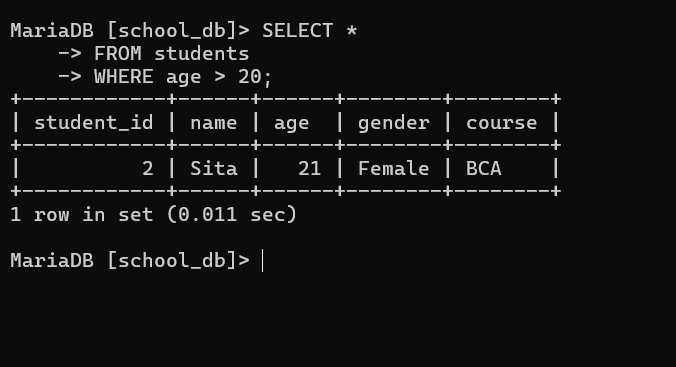 MariaDB [school_db]> SELECT *
    -> FROM students
    -> WHERE age > 20;
+------------+------+------+--------+--------+
| student_id | name | age  | gender | course |
+------------+------+------+--------+--------+
|          2 | Sita |   21 | Female | BCA    |
+------------+------+------+--------+--------+
1 row in set (0.011 sec)
MariaDB [school_db]>